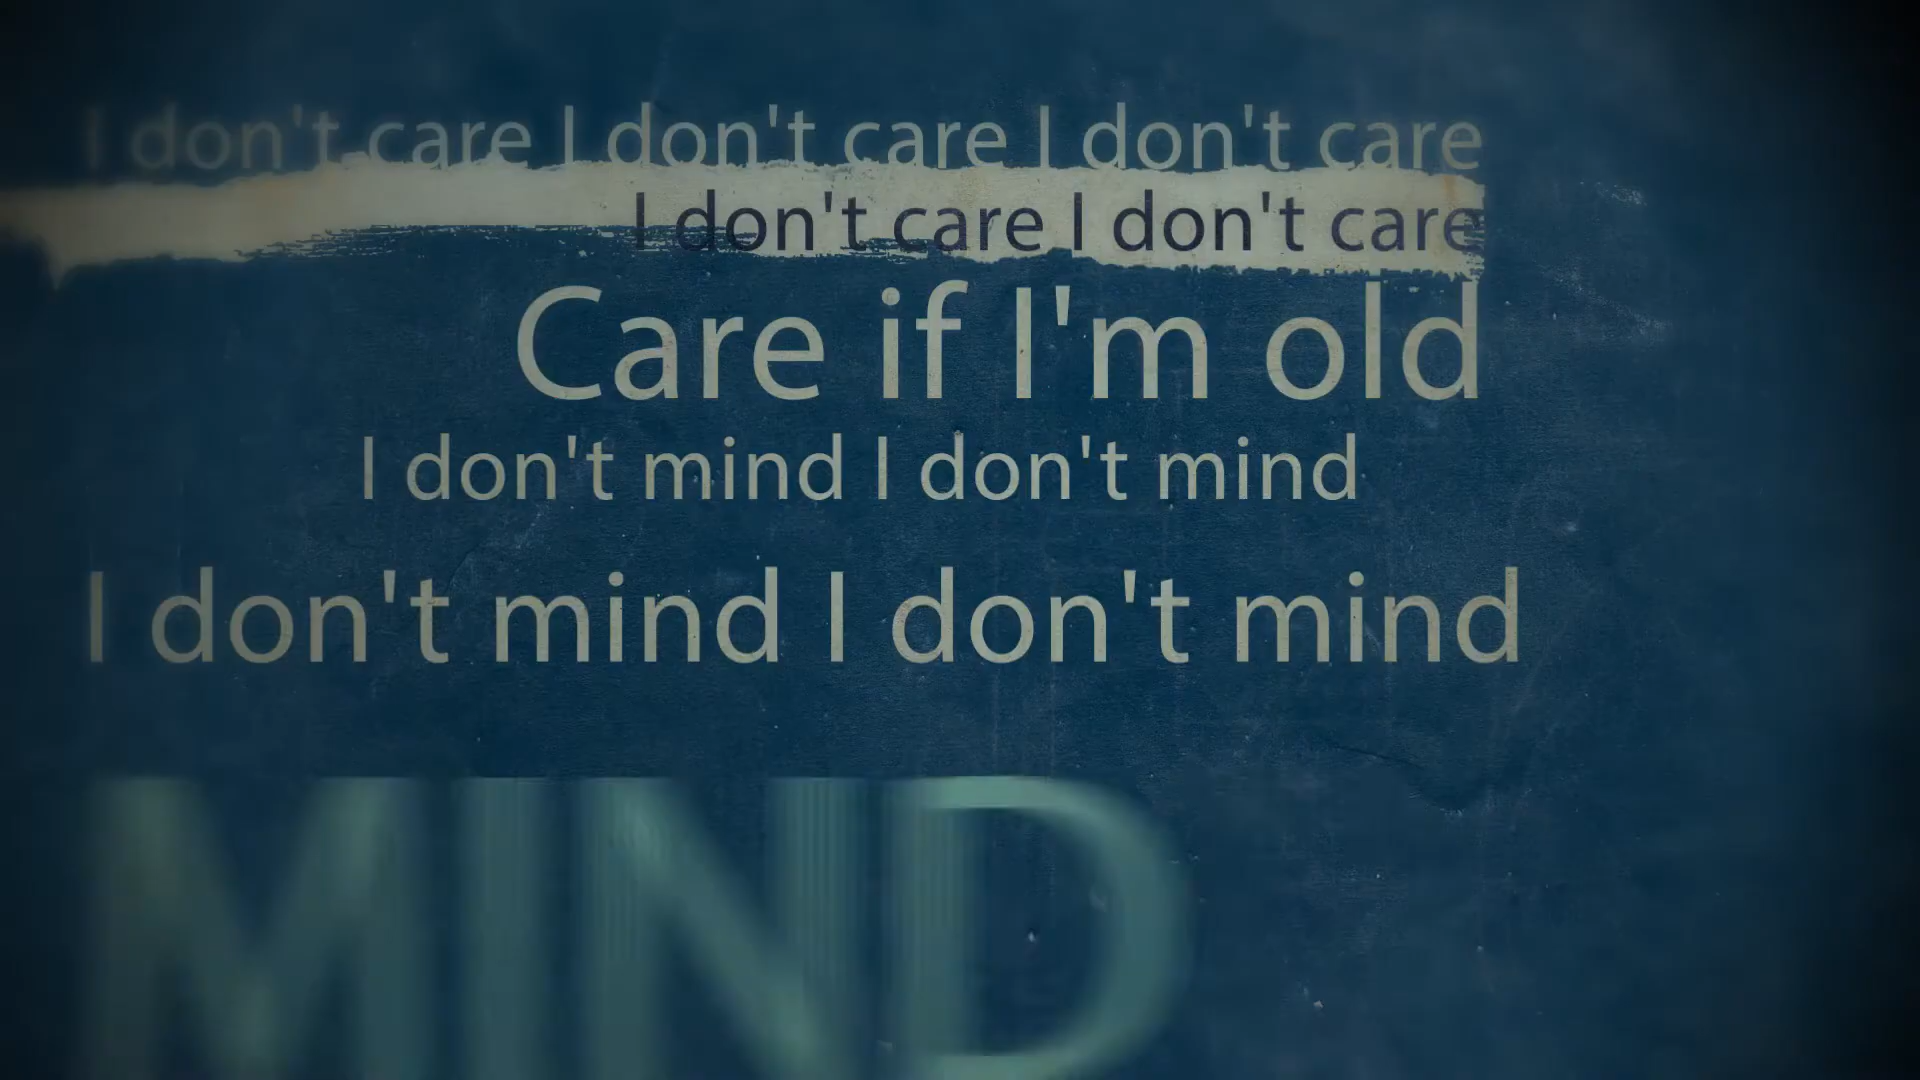 I don't care I don't care I don't care
I don't care I don't care
Care if I'm old
I don't mind I don't mind
I don't mind I don't mind
MIND